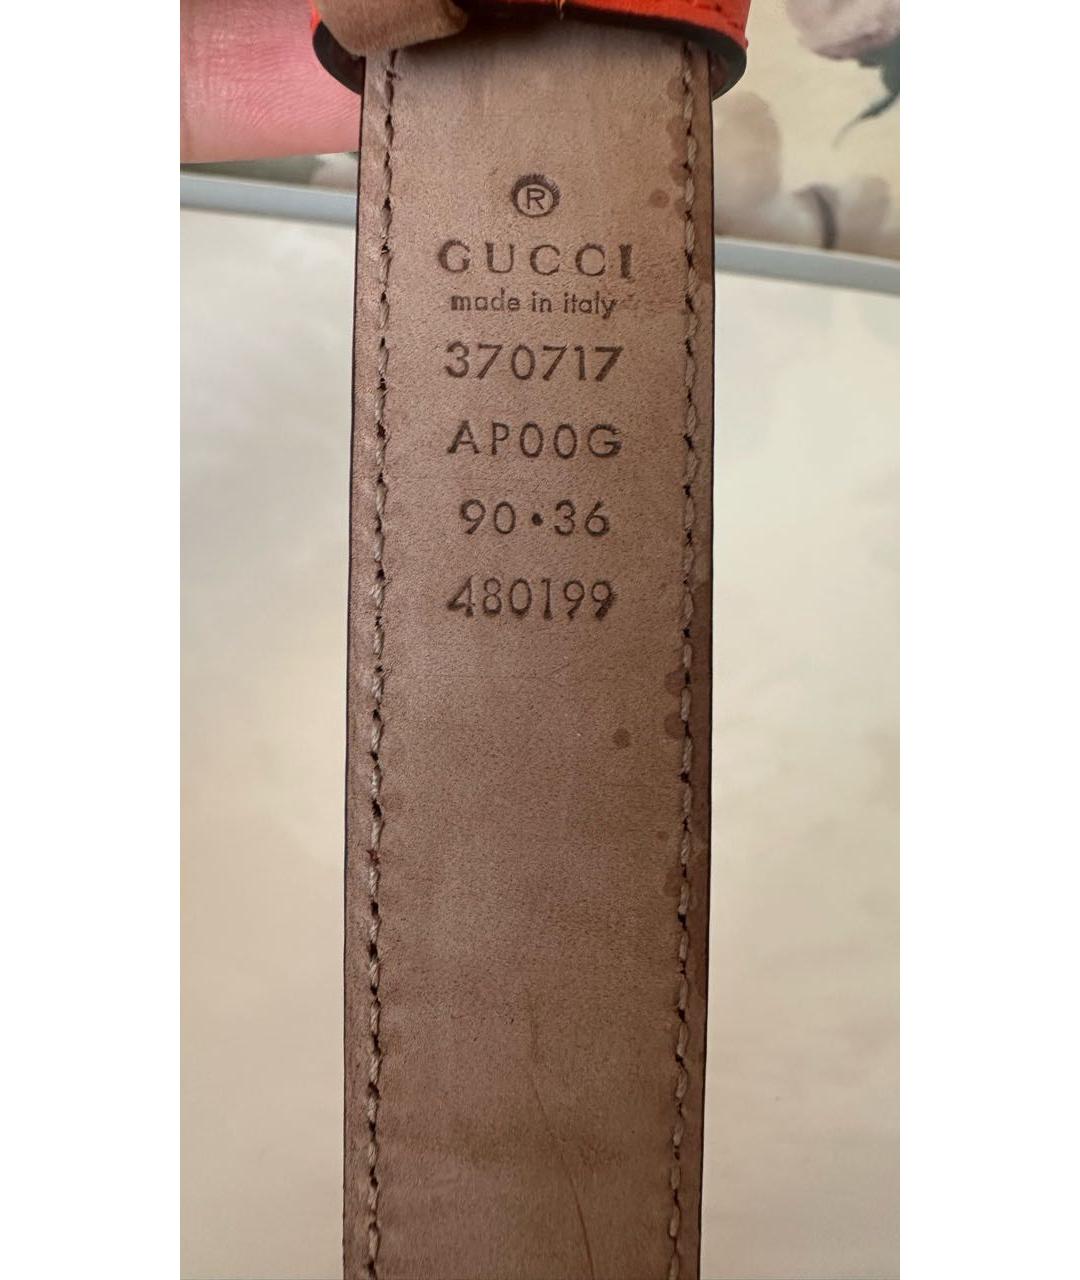 ®
GUCCI
made in italy
370717
AP00G
90•36
480199